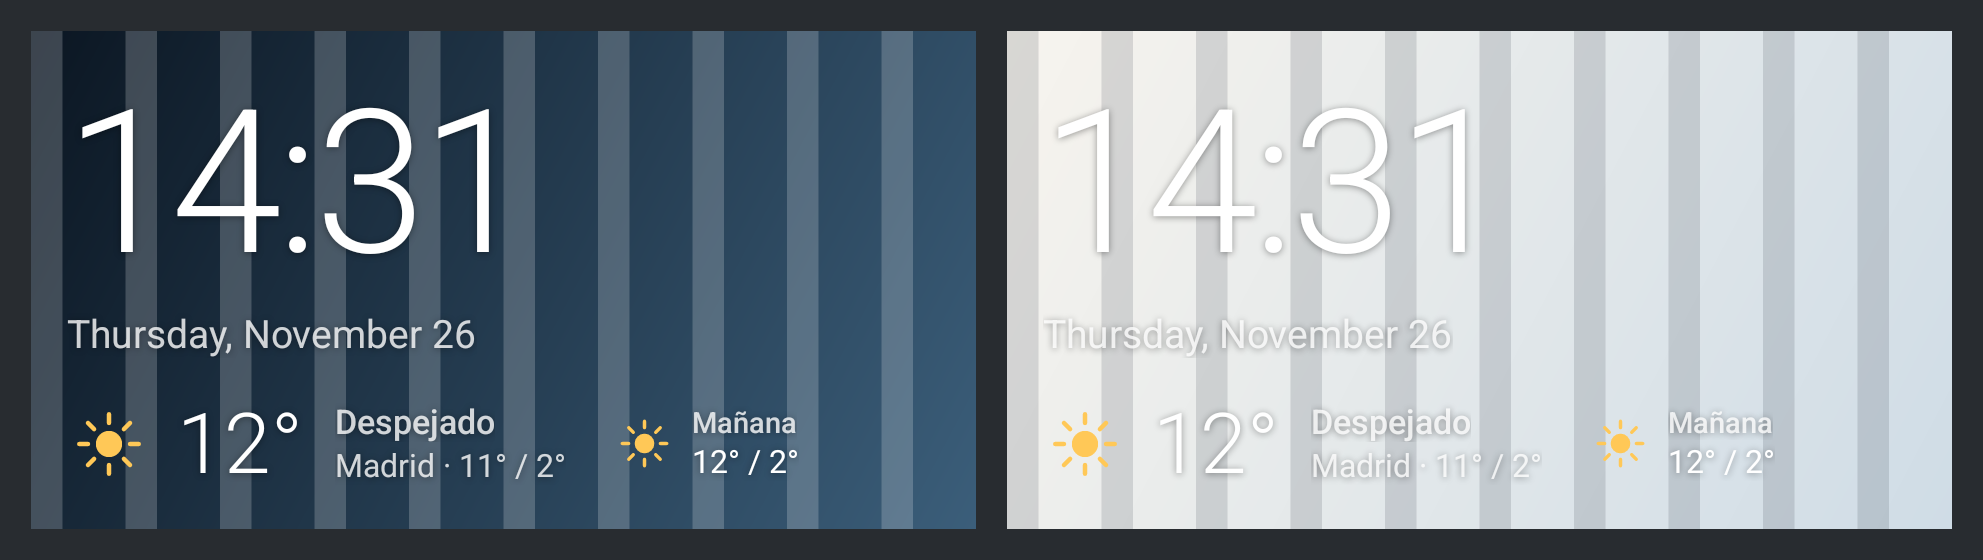 14:31
Thursday, November 26
12°
Despejado
Madrid · 11° / 2°
Mañana
12° / 2°
14:31
Thursday, November 26
12°
Despejado
Madrid · 11° / 2°
Mañana
12° / 2°